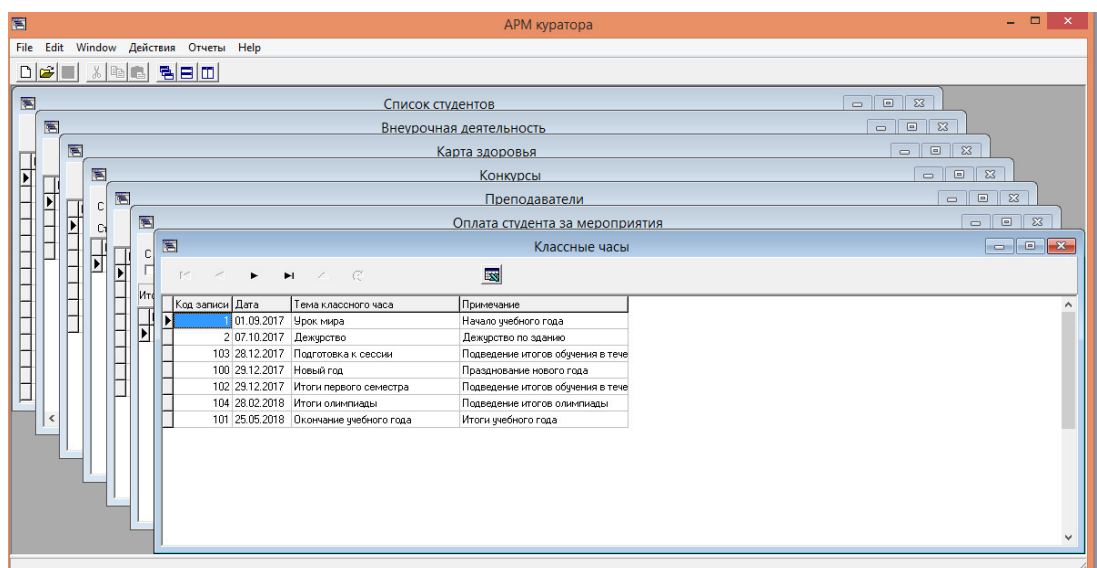 АРМ куратора
File Edit Window Действия Отчеты Help
Список студентов
Внеурочная деятельность
Карта здоровья
Конкурсы
Преподаватели
Оплата студента за мероприятия
Классные часы
Код записи Дата Тема классного часа Примечание
1 01.09.2017 Урок мира Начало учебного года
2 07.10.2017 Дежурство Дежурство по зданию
103 28.12.2017 Подготовка к сессии Подведение итогов обучения в тече
100 29.12.2017 Новый год Празднование нового года
102 29.12.2017 Итоги первого семестра Подведение итогов обучения в тече
104 28.02.2018 Итоги олимпиады Подведение итогов олимпиады
101 25.05.2018 Окончание учебного года Итоги учебного года